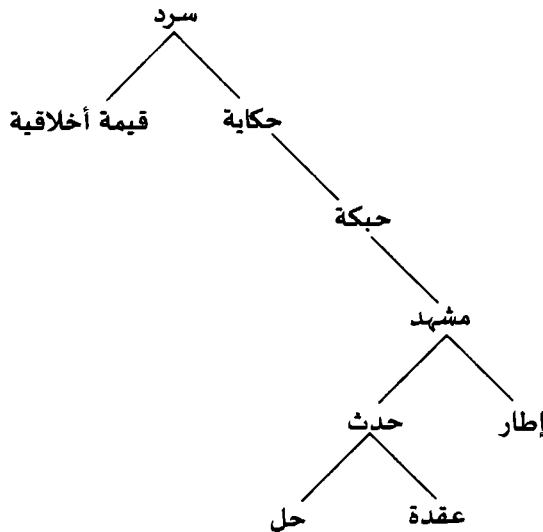 سرد
حكاية قيمة أخلاقية
حبكة
مشهد
إطار حدث
عقدة حل